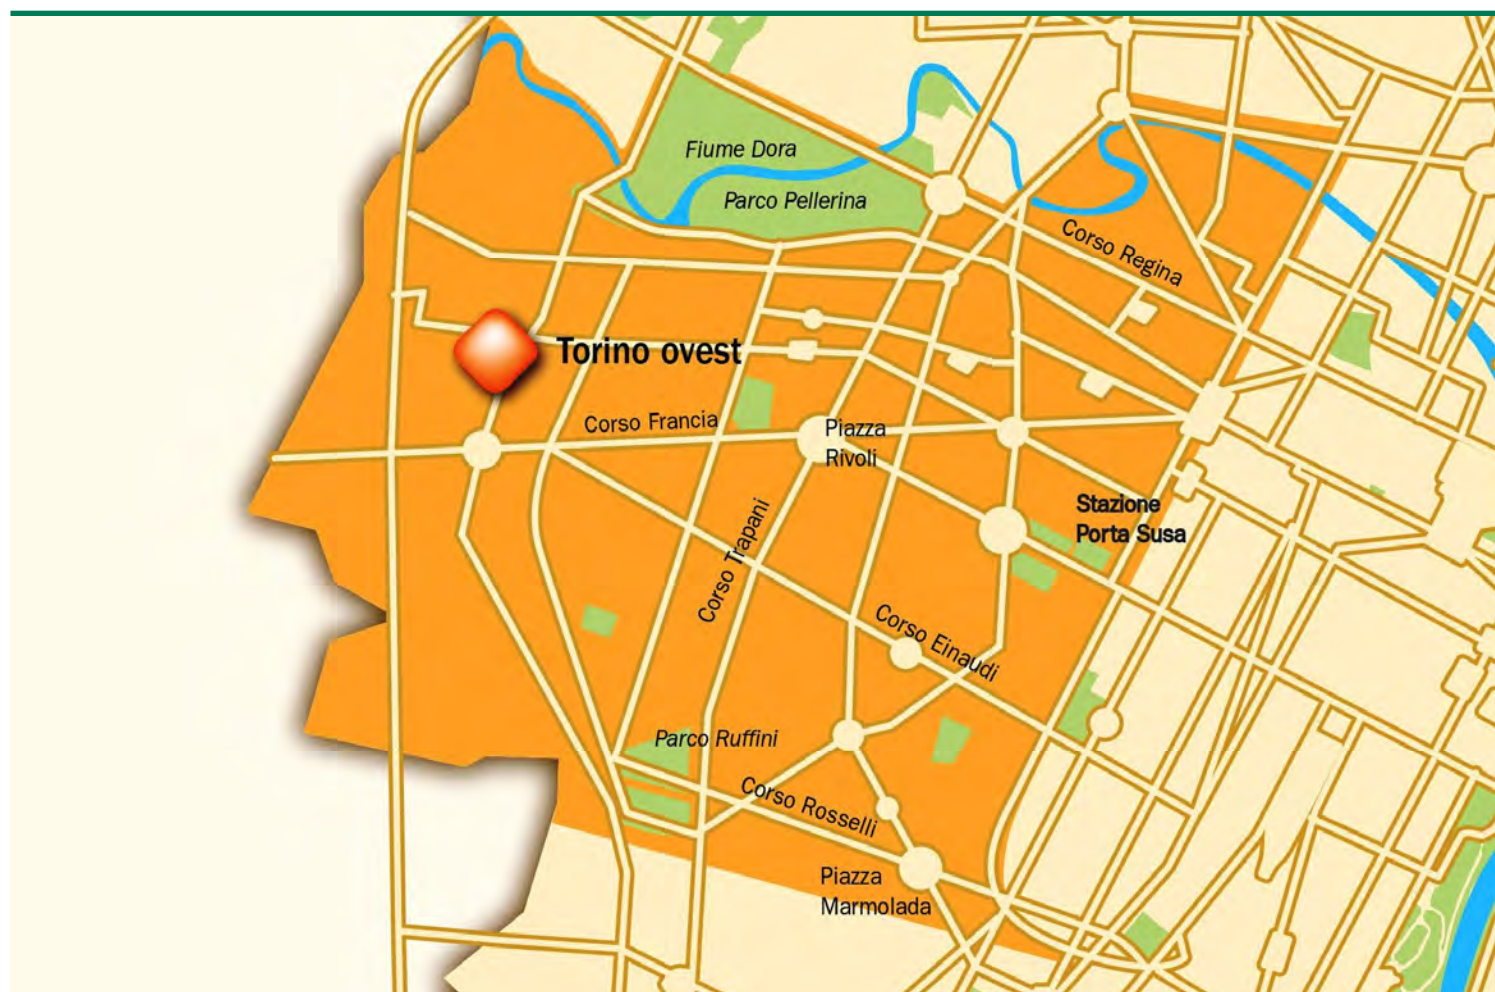 Fiume Dora
Parco Pellerina
Corso Regina
Torino ovest
Corso Francia
Piazza
Rivoli
Stazione
Porta Susa
Corso Trapani
Corso Einaudi
Parco Ruffini
Corso Rosselli
Piazza
Marmolada